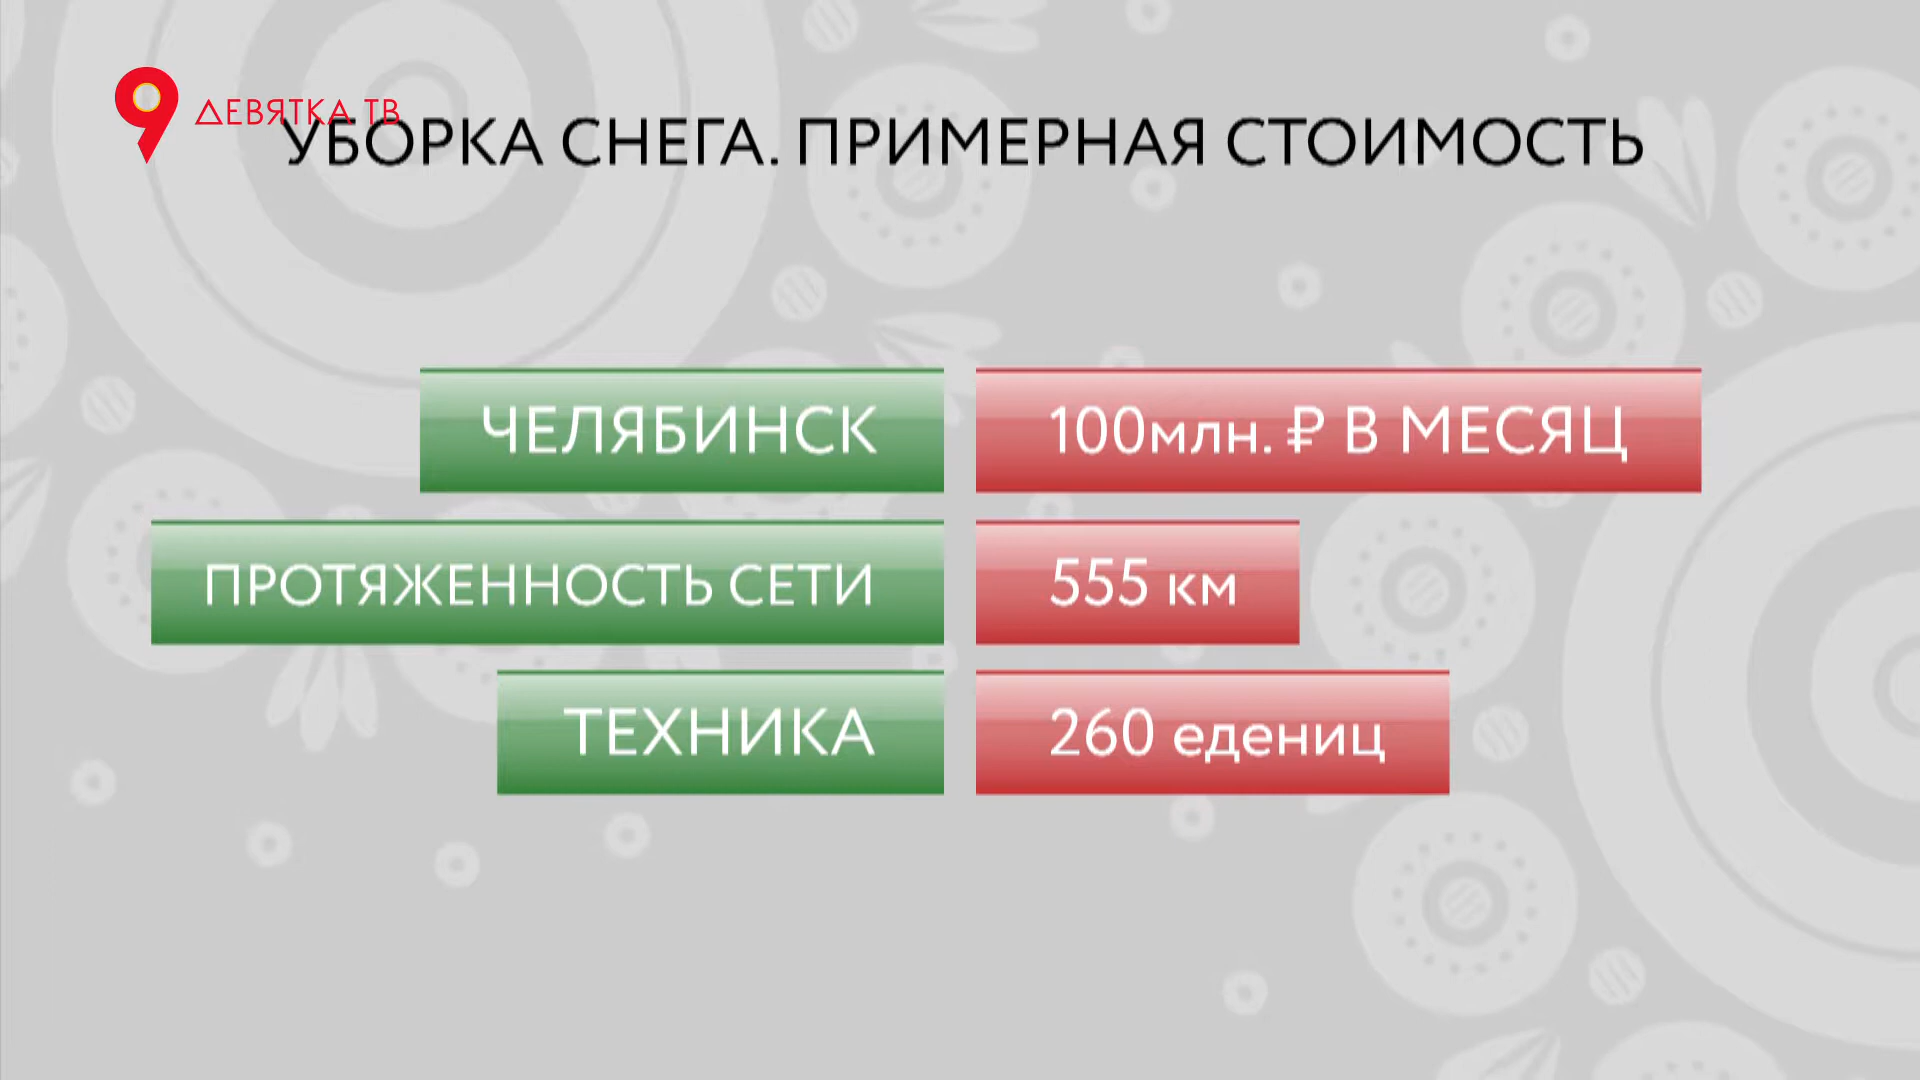 ДЕВЯТКА ТВ
УБОРКА СНЕГА. ПРИМЕРНАЯ СТОИМОСТЬ
ЧЕЛЯБИНСК 100млн. ₽ В МЕСЯЦ
ПРОТЯЖЕННОСТЬ СЕТИ 555 км
ТЕХНИКА 260 едениц